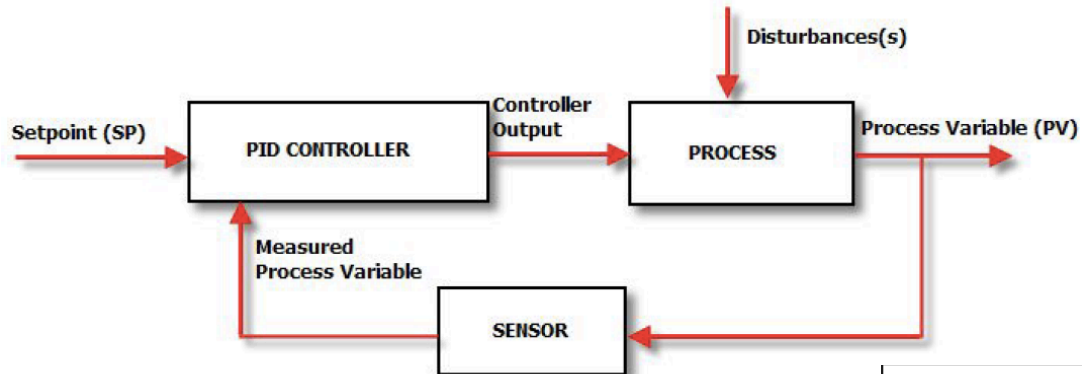 Disturbances(s)
Setpoint (SP)
PID CONTROLLER
Controller
Output
PROCESS
Process Variable (PV)
Measured
Process Variable
SENSOR